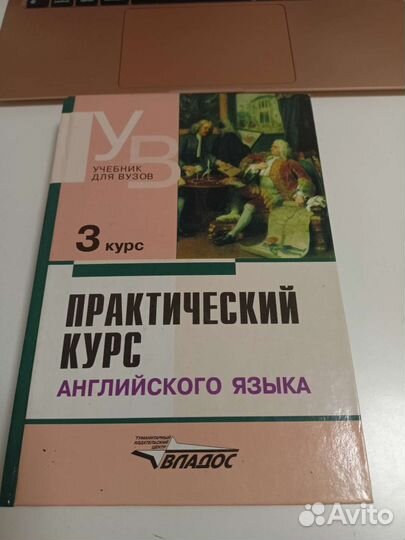 УВ
УЧЕБНИК
ДЛЯ ВУЗОВ
3 курс
ПРАКТИЧЕСКИЙ
КУРС
АНГЛИЙСКОГО ЯЗЫКА
ГУМАНИТАРНЫЙ
ИЗДАТЕЛЬСКИЙ
ЦЕНТР
ВЛАДОС
Avito